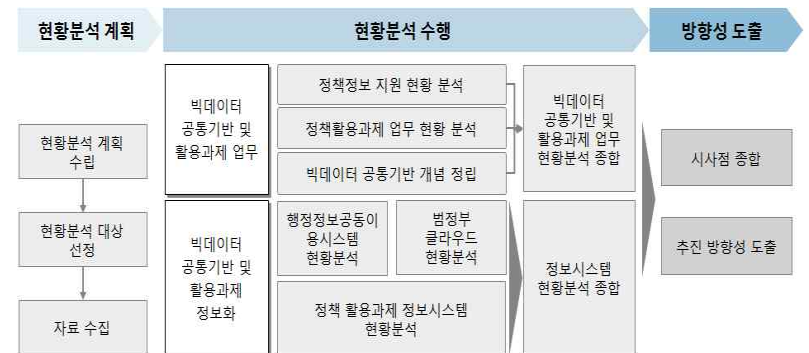 현황분석 계획
현황분석 수행
방향성 도출
현황분석 계획
수립
현황분석 대상
선정
자료 수집
빅데이터
공통기반 및
활용과제 업무
정책정보 지원 현황 분석
정책활용과제 업무 현황 분석
빅데이터 공통기반 개념 정립
빅데이터
공통기반 및
활용과제 업무
현황분석 종합
빅데이터
공통기반 및
활용과제
정보화
행정정보공동이
용시스템
현황분석
범정부
클라우드
현황분석
정책 활용과제 정보시스템
현황분석
정보시스템
현황분석 종합
시사점 종합
추진 방향성 도출